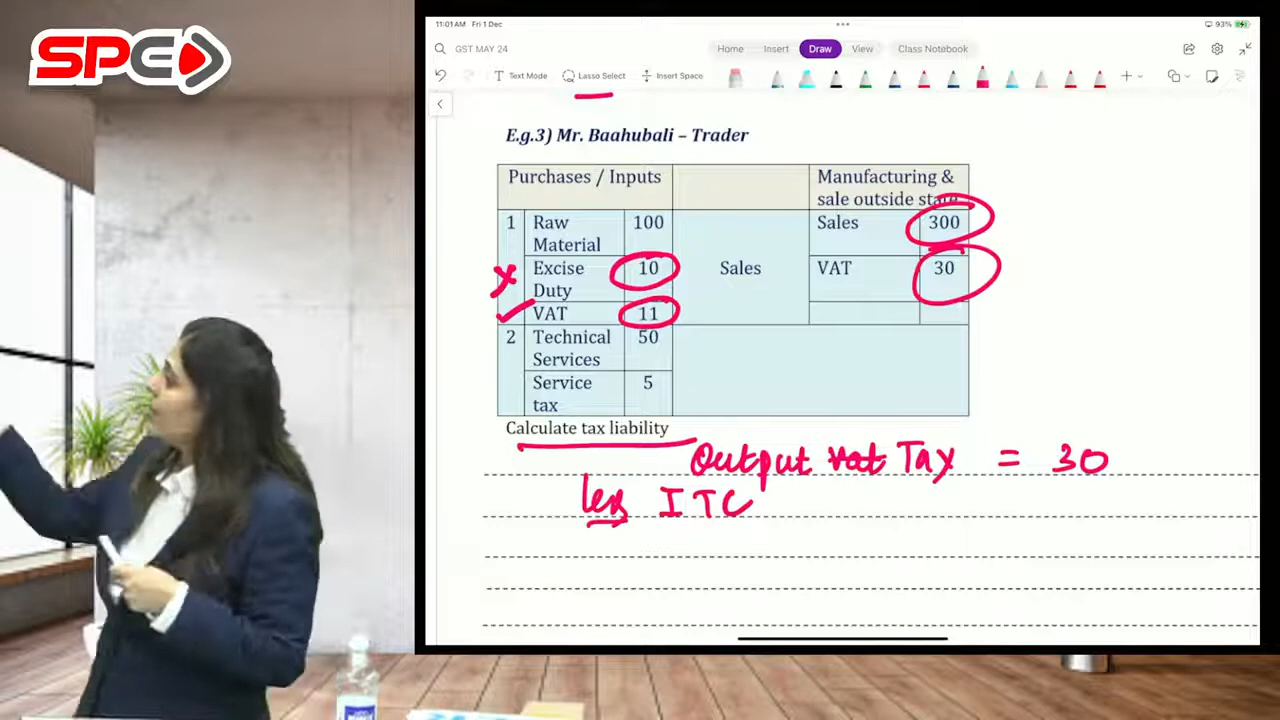 SPED
11:01 AM Fri 1 Dec
93%
GST MAY 24
Home Insert Draw View Class Notebook
Text Mode Lasso Select Insert Space
E.g.3) Mr. Baahubali – Trader
Purchases / Inputs
Manufacturing &
sale outside state
1 Raw 100
Material
Sales 300
Excise 10
Duty
Sales
VAT 30
VAT 11
2 Technical 50
Services
Service 5
tax
Calculate tax liability
Output vat Tax = 30
less ITC